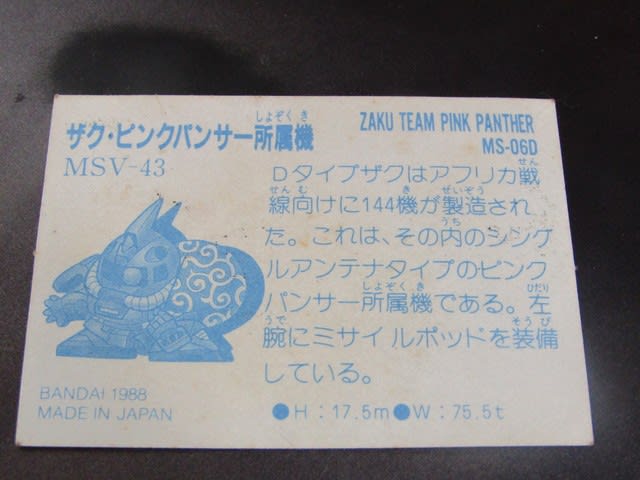 ザク・ピンクパンサー所属機
しょぞくき
ZAKU TEAM PINK PANTHER
MS-06D
MSV-43
Dタイプザクはアフリカ戦
せん
線向けに144機が製造され
せんむ き せいぞう
た。これは、その内のシング
うち
ルアンテナタイプのピンク
パンサー所属機である。左
しょぞくき ひだり
腕にミサイルポッドを装備
うで そうび
している。
●H:17.5m●W:75.5t
BANDAI 1988
MADE IN JAPAN